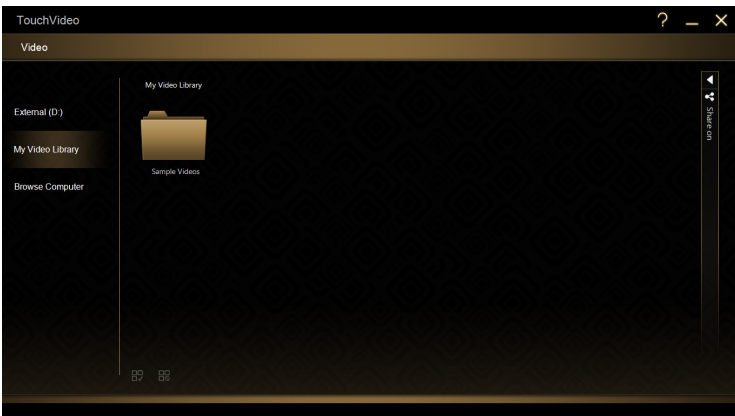 TouchVideo
?
Video
My Video Library
External (D:)
My Video Library
Browse Computer
Sample Videos
Share on